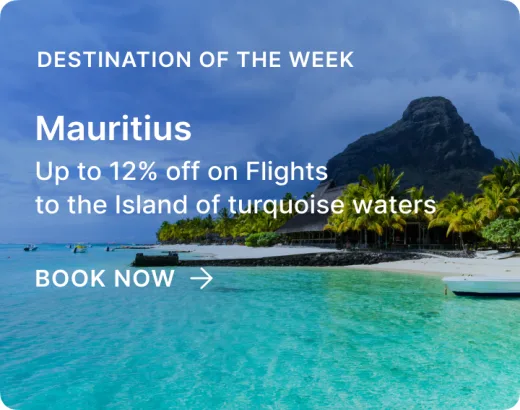 DESTINATION OF THE WEEK
Mauritius
Up to 12% off on Flights
to the Island of turquoise waters
BOOK NOW →